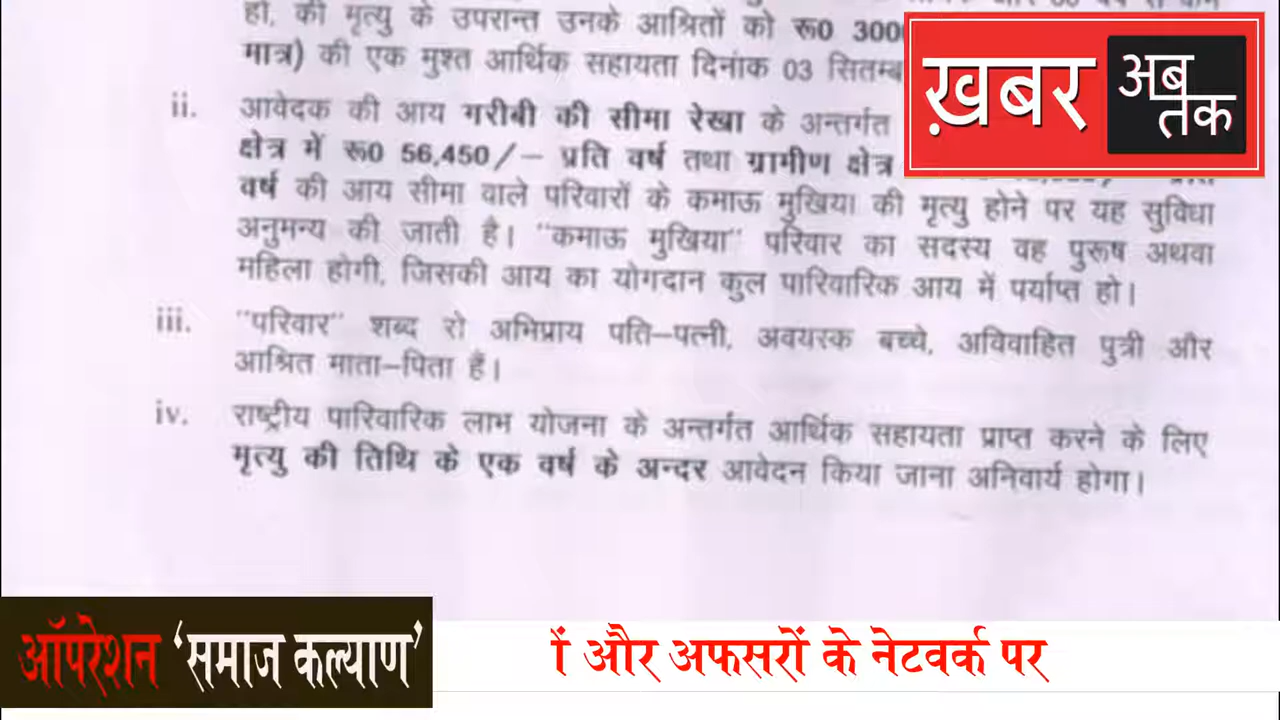 हो, की मृत्यु के उपरान्त उनके आश्रितों को रू0 3000
मात्र) की एक मुश्त आर्थिक सहायता दिनांक 03 सितम्ब
ii. आवेदक की आय गरीबी की सीमा रेखा के अन्तर्गत
क्षेत्र में रू0 56,450/– प्रति वर्ष तथा ग्रामीण क्षेत्र
वर्ष की आय सीमा वाले परिवारों के कमाऊ मुखिया की मृत्यु होने पर यह सुविधा
अनुमन्य की जाती है। "कमाऊ मुखिया" परिवार का सदस्य वह पुरूष अथवा
महिला होगी, जिसकी आय का योगदान कुल पारिवारिक आय में पर्याप्त हो।
iii. "परिवार" शब्द रो अभिप्राय पति–पत्नी, अवयस्क बच्चे, अविवाहित पुत्री और
आश्रित माता–पिता हैं।
iv. राष्ट्रीय पारिवारिक लाभ योजना के अन्तर्गत आर्थिक सहायता प्राप्त करने के लिए
मृत्यु की तिथि के एक वर्ष के अन्दर आवेदन किया जाना अनिवार्य होगा।
ख़बर अब तक
ऑपरेशन 'समाज कल्याण'
ं और अफसरों के नेटवर्क पर